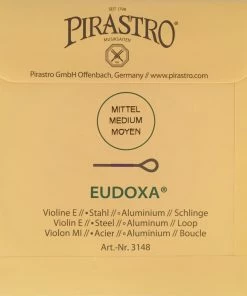 SEIT 1798
PIRASTRO
MUSIKSAITEN
Pirastro GmbH Offenbach, Germany // www.pirastro.com
MITTEL
MEDIUM
MOYEN
EUDOXA®
Violine E // •Stahl // ◦Aluminium // Schlinge
Violin E // •Steel // ◦Aluminum // Loop
Violon MI // •Acier // ◦Aluminium // Boucle
Art.-Nr. 3148